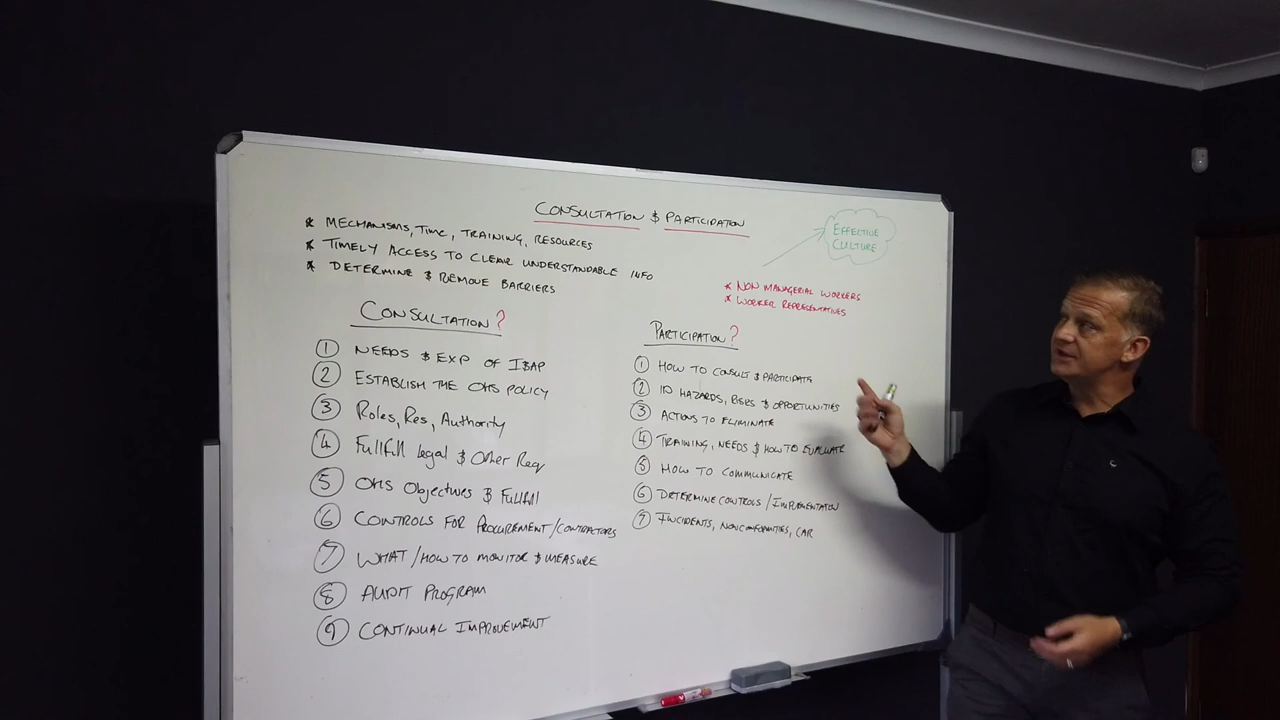 CONSULTATION & PARTICIPATION
* MECHANISMS, TIME, TRAINING, RESOURCES
* TIMELY ACCESS TO CLEAR UNDERSTANDABLE INFO
* DETERMINE & REMOVE BARRIERS
EFFECTIVE
CULTURE
* NON MANAGERIAL WORKERS
* WORKER REPRESENTATIVES
CONSULTATION?
① NEEDS & EXP OF I&AP
② ESTABLISH THE OHS POLICY
③ Roles, Res, Authority
④ Fullfill legal & Other Req
⑤ OHS Objectives & Fullfill
⑥ CONTROLS FOR PROCUREMENT/CONTRACTORS
⑦ WHAT/HOW TO MONITOR & MEASURE
⑧ AUDIT PROGRAM
⑨ CONTINUAL IMPROVEMENT
PARTICIPATION?
① HOW TO CONSULT & PARTICIPATE
② ID HAZARDS, RISKS & OPPORTUNITIES
③ ACTIONS TO ELIMINATE
④ TRAINING, NEEDS & HOW TO EVALUATE
⑤ HOW TO COMMUNICATE
⑥ DETERMINE CONTROLS/IMPLEMENTATION
⑦ INCIDENTS, NONCONFORMITIES, CAR